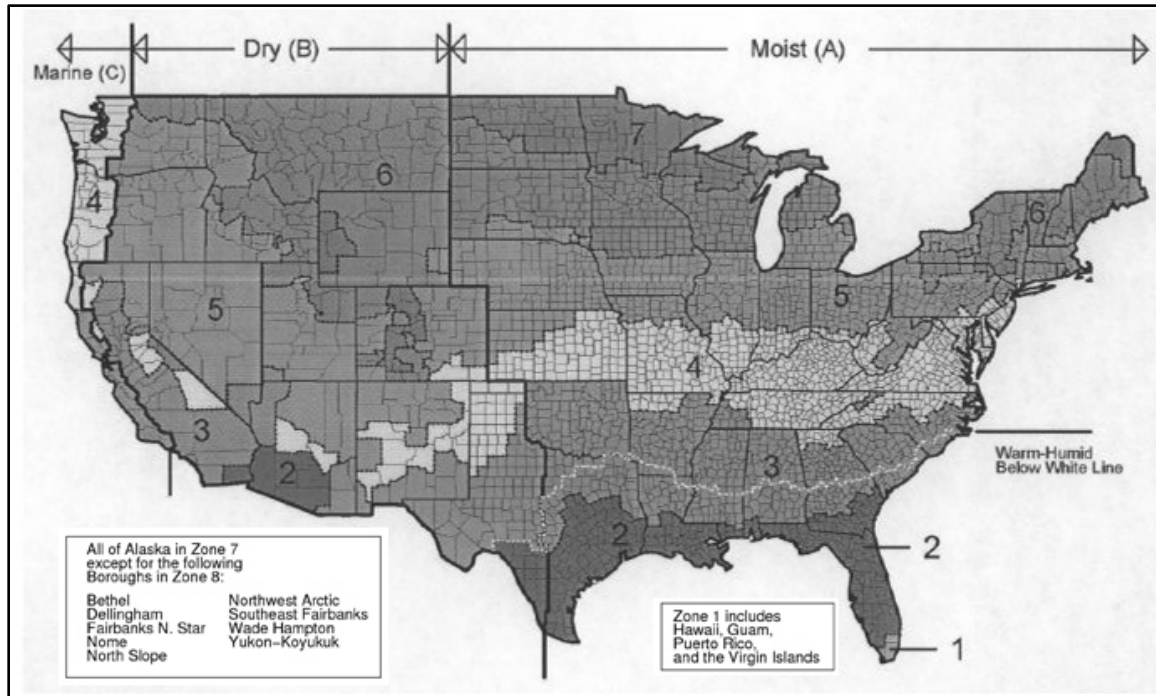 Marine (C)
Dry (B)
Moist (A)
7
6
4
6
5
5
4
3
3
2
2
2
1
Warm-Humid
Below White Line
All of Alaska in Zone 7
except for the following
Boroughs in Zone 8:
Bethel
Dellingham
Fairbanks N. Star
Nome
North Slope
Northwest Arctic
Southeast Fairbanks
Wade Hampton
Yukon-Koyukuk
Zone 1 includes
Hawaii, Guam,
Puerto Rico,
and the Virgin Islands